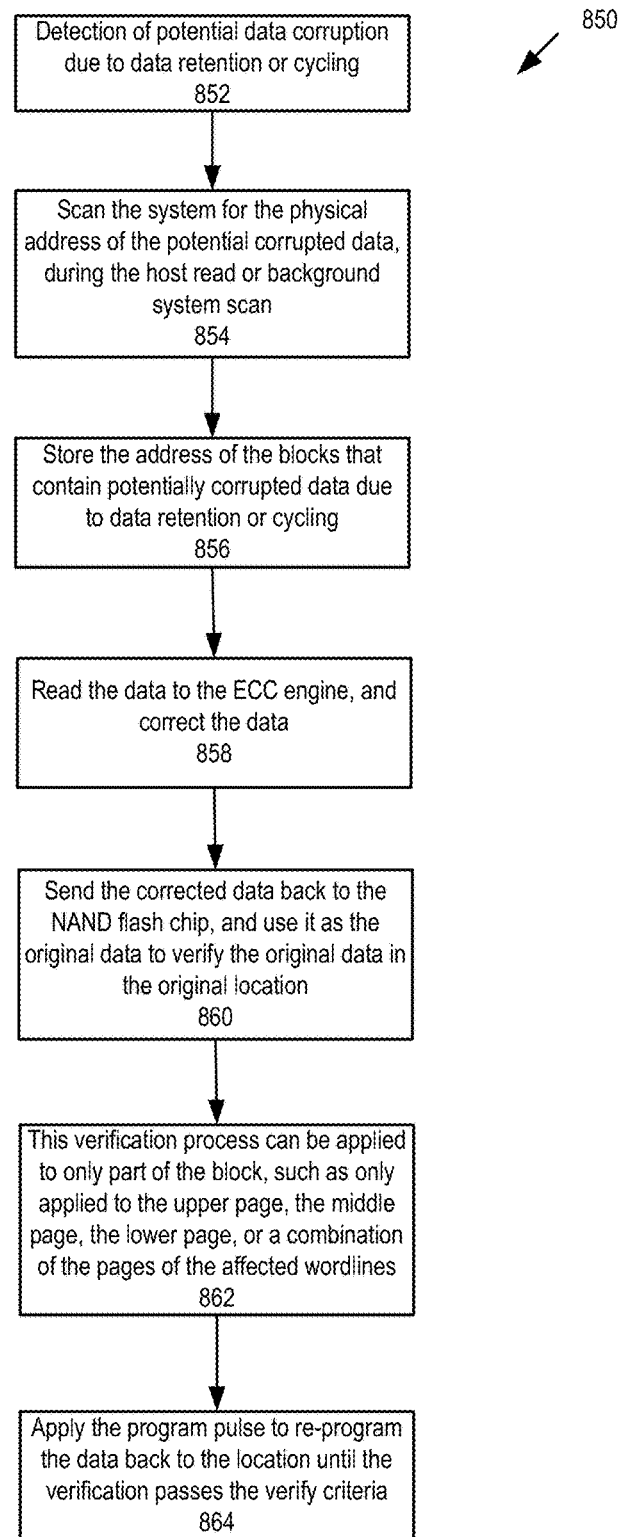 850
Detection of potential data corruption
due to data retention or cycling
852
Scan the system for the physical
address of the potential corrupted data,
during the host read or background
system scan
854
Store the address of the blocks that
contain potentially corrupted data due
to data retention or cycling
856
Read the data to the ECC engine, and
correct the data
858
Send the corrected data back to the
NAND flash chip, and use it as the
original data to verify the original data in
the original location
860
This verification process can be applied
to only part of the block, such as only
applied to the upper page, the middle
page, the lower page, or a combination
of the pages of the affected wordlines
862
Apply the program pulse to re-program
the data back to the location until the
verification passes the verify criteria
864